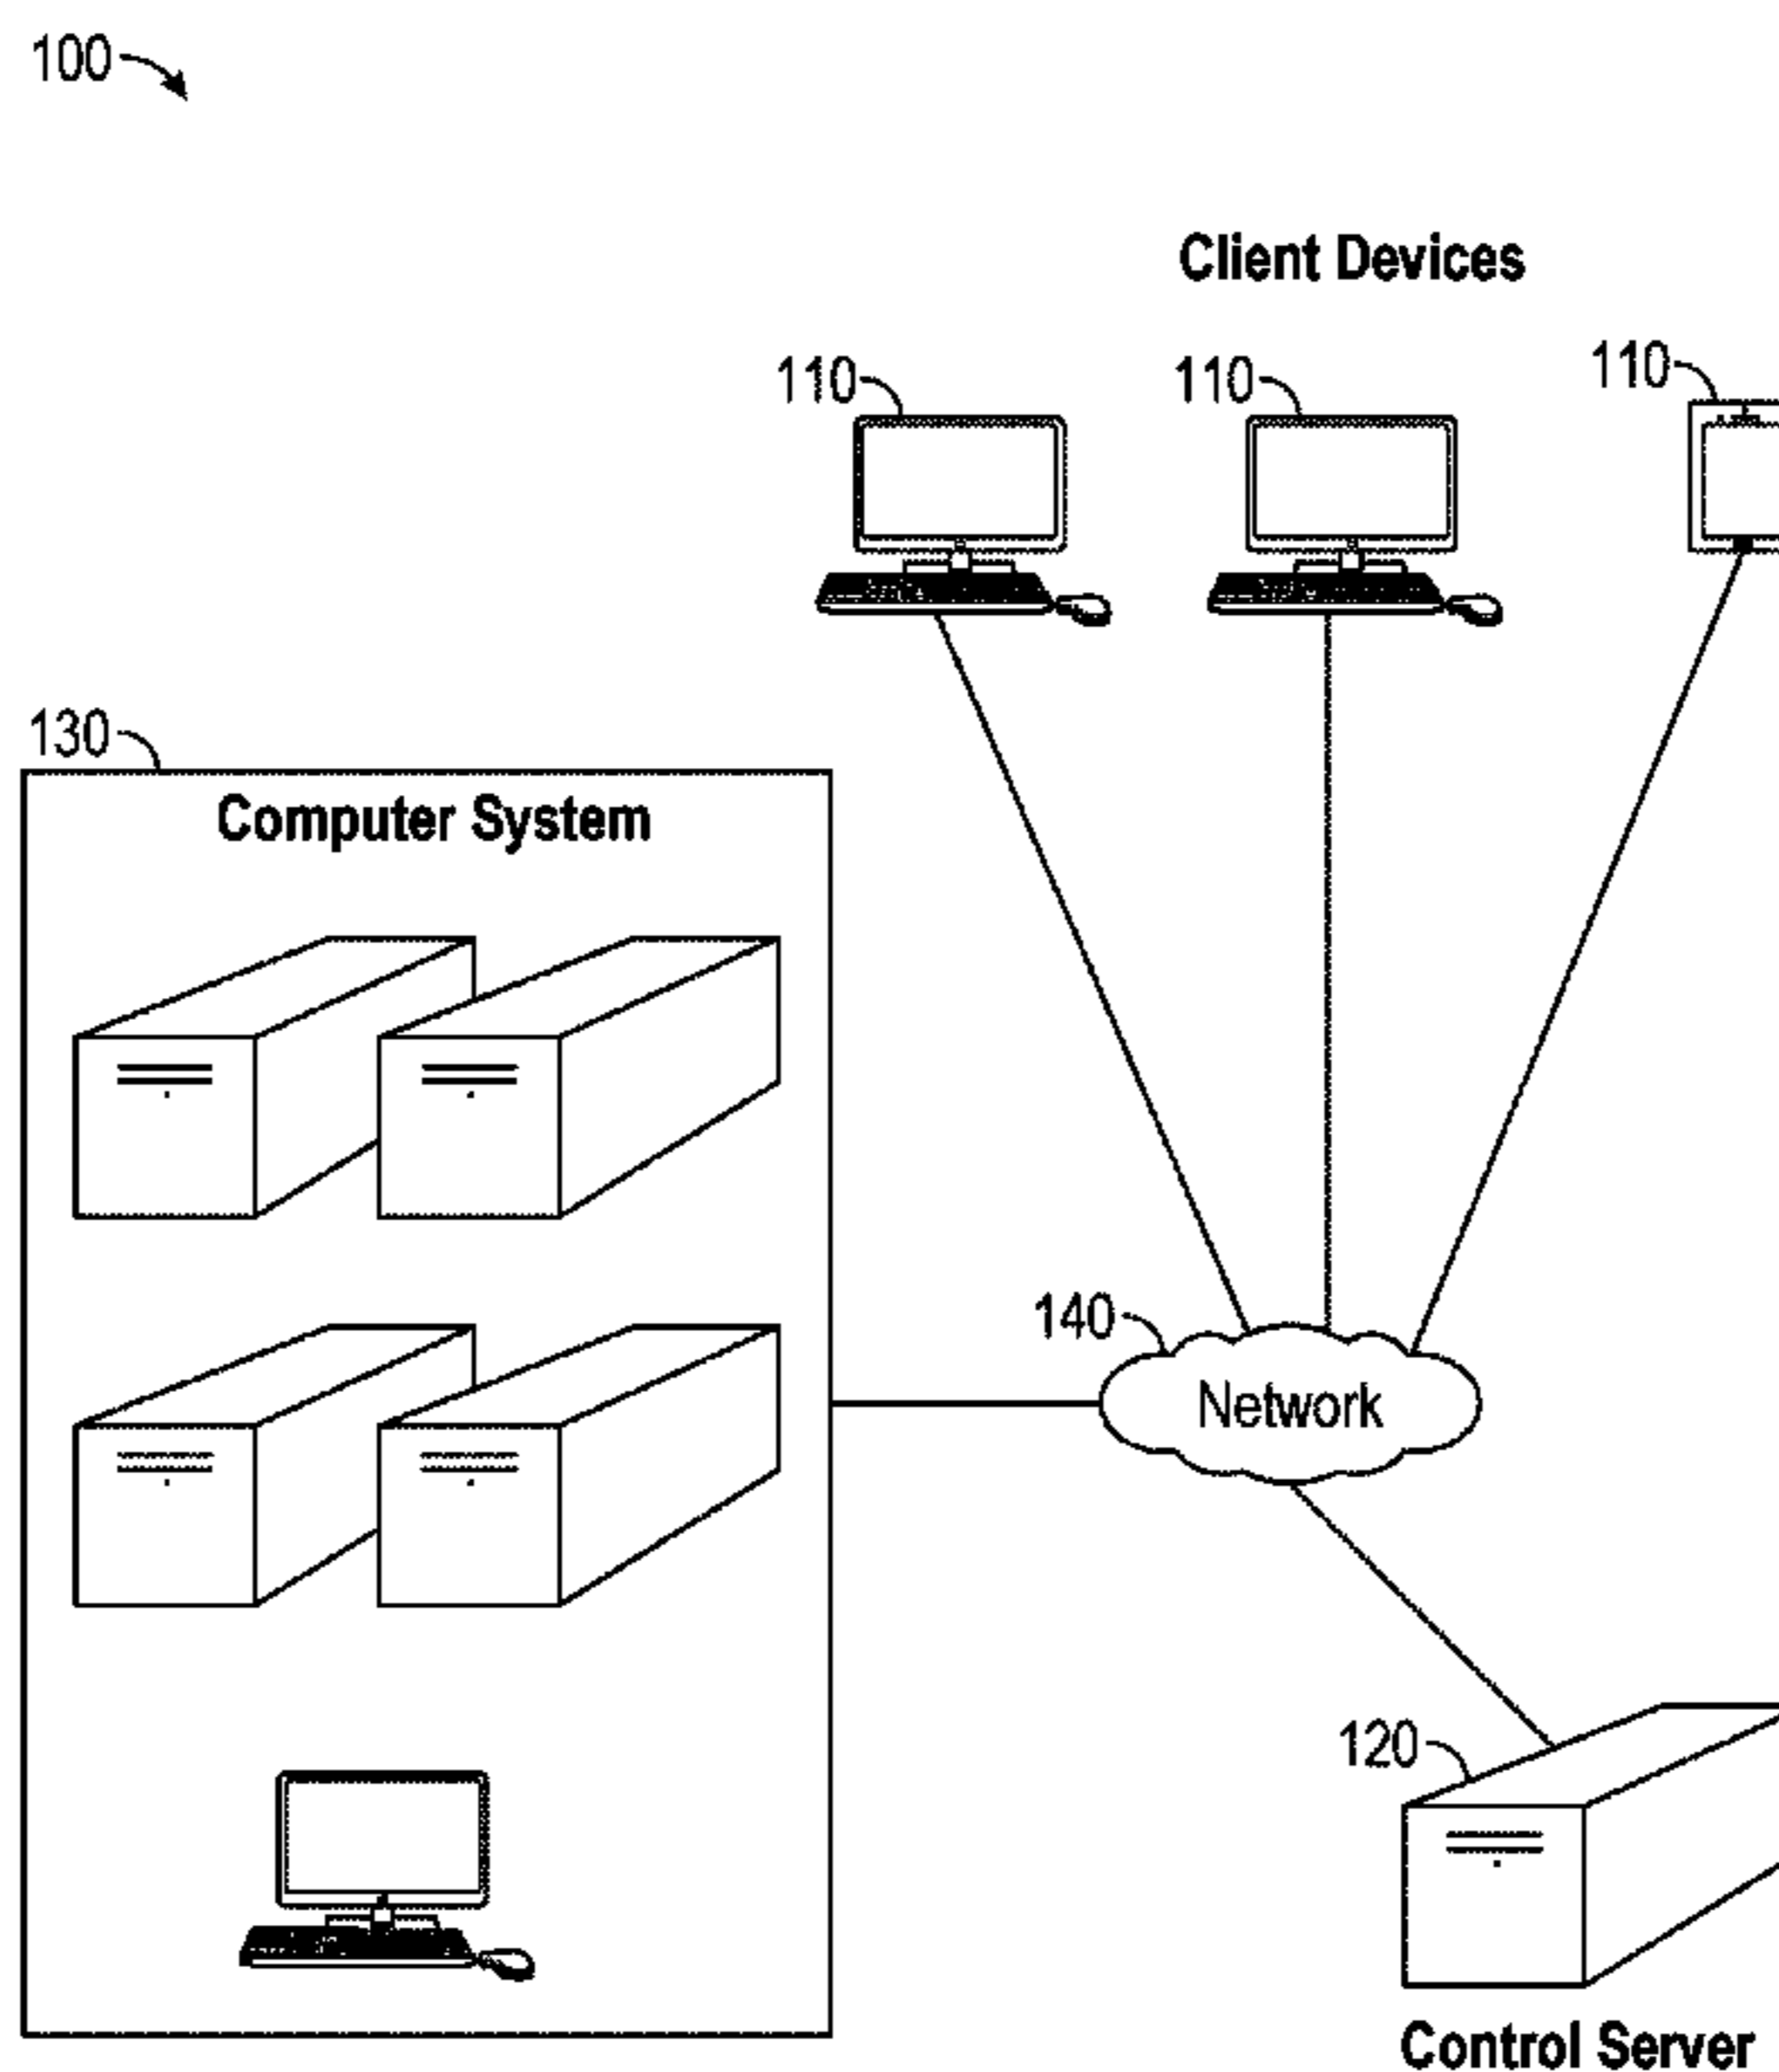 100
Client Devices
110
110
110
130
Computer System
140
Network
120
Control Server